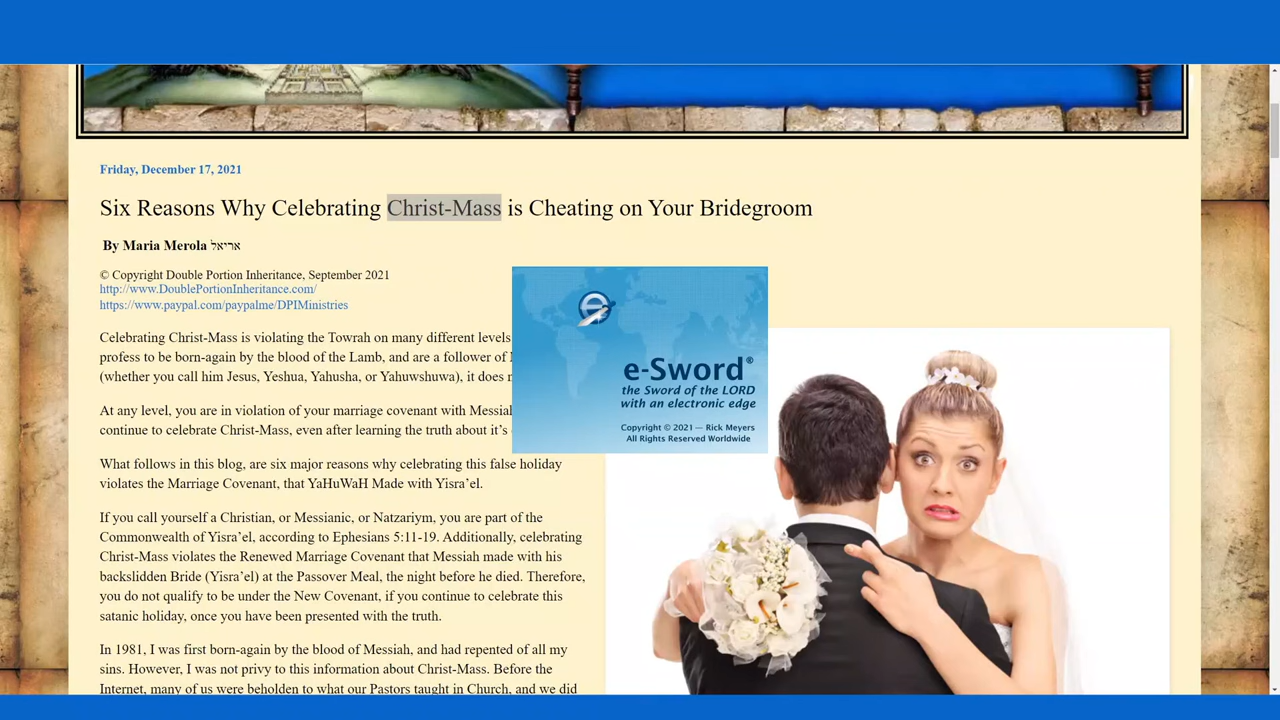 Friday, December 17, 2021
Six Reasons Why Celebrating Christ-Mass is Cheating on Your Bridegroom
By Maria Merola אריאל
© Copyright Double Portion Inheritance, September 2021
http://www.DoublePortionInheritance.com/
https://www.paypal.com/paypalme/DPIMinistries
Celebrating Christ-Mass is violating the Towrah on many different levels
profess to be born-again by the blood of the Lamb, and are a follower of
(whether you call him Jesus, Yeshua, Yahusha, or Yahuwshuwa), it does
At any level, you are in violation of your marriage covenant with Messiah
continue to celebrate Christ-Mass, even after learning the truth about it’s
What follows in this blog, are six major reasons why celebrating this false holiday
violates the Marriage Covenant, that YaHuWaH Made with Yisra’el.
If you call yourself a Christian, or Messianic, or Natzariym, you are part of the
Commonwealth of Yisra’el, according to Ephesians 5:11-19. Additionally, celebrating
Christ-Mass violates the Renewed Marriage Covenant that Messiah made with his
backslidden Bride (Yisra’el) at the Passover Meal, the night before he died. Therefore,
you do not qualify to be under the New Covenant, if you continue to celebrate this
satanic holiday, once you have been presented with the truth.
In 1981, I was first born-again by the blood of Messiah, and had repented of all my
sins. However, I was not privy to this information about Christ-Mass. Before the
Internet, many of us were beholden to what our Pastors taught in Church, and we did
e-Sword®
the Sword of the LORD
with an electronic edge
Copyright © 2021 — Rick Meyers
All Rights Reserved Worldwide